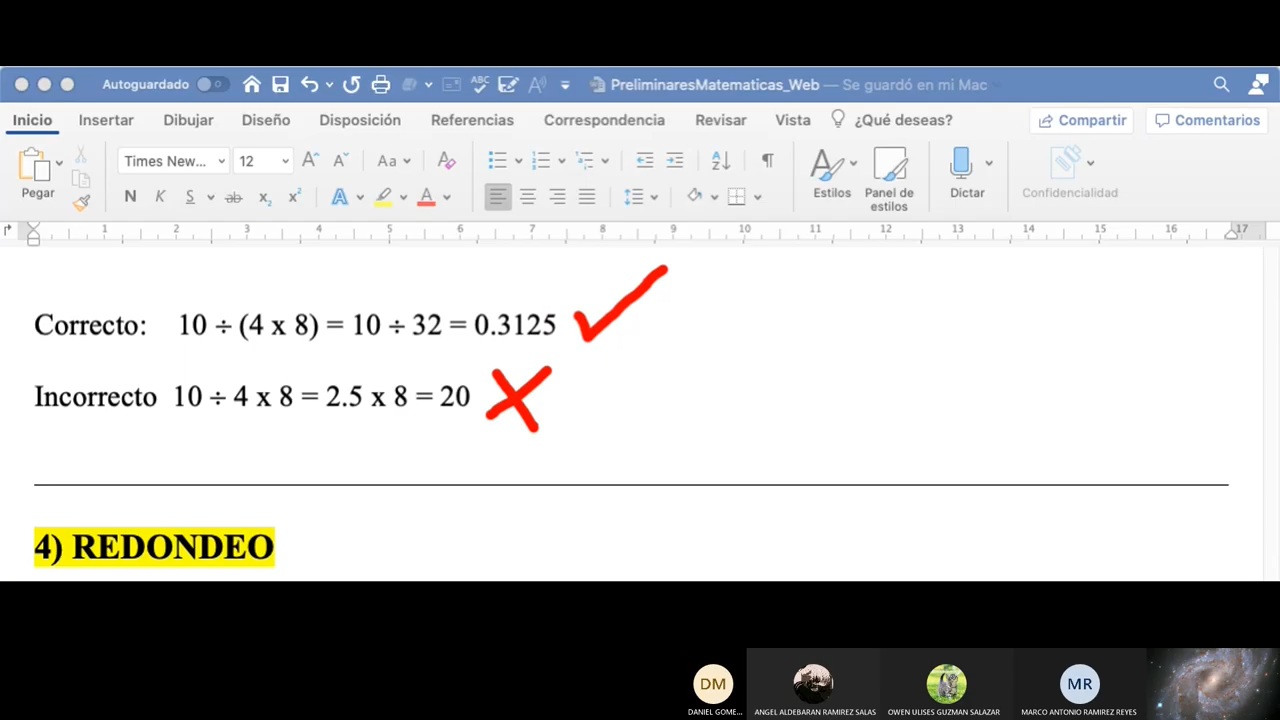 Autoguardado
PreliminaresMatematicas_Web — Se guardó en mi Mac
Inicio Insertar Dibujar Diseño Disposición Referencias Correspondencia Revisar Vista ¿Qué deseas? Compartir Comentarios
Times New... 12 Aa
Pegar
N K S ab x₂ x² A A
Estilos
Panel de estilos
Dictar
Confidencialidad
1 2 3 4 5 6 7 8 9 10 11 12 13 14 15 16 17
Correcto: 10 ÷ (4 x 8) = 10 ÷ 32 = 0.3125
Incorrecto 10 ÷ 4 x 8 = 2.5 x 8 = 20
4) REDONDEO
DM MR
DANIEL GOME... ANGEL ALDEBARAN RAMIREZ SALAS OWEN ULISES GUZMAN SALAZAR MARCO ANTONIO RAMIREZ REYES